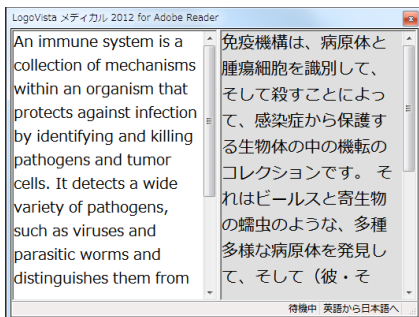 LogoVista メディカル 2012 for Adobe Reader
An immune system is a
collection of mechanisms
within an organism that
protects against infection
by identifying and killing
pathogens and tumor
cells. It detects a wide
variety of pathogens,
such as viruses and
parasitic worms and
distinguishes them from
免疫機構は、病原体と
腫瘍細胞を識別して、
そして殺すことによっ
て、感染症から保護す
る生物体の中の機転の
コレクションです。 そ
れはビールスと寄生物
の蠕虫のような、多種
多様な病原体を発見し
て、そして（彼・そ
待機中 英語から日本語へ